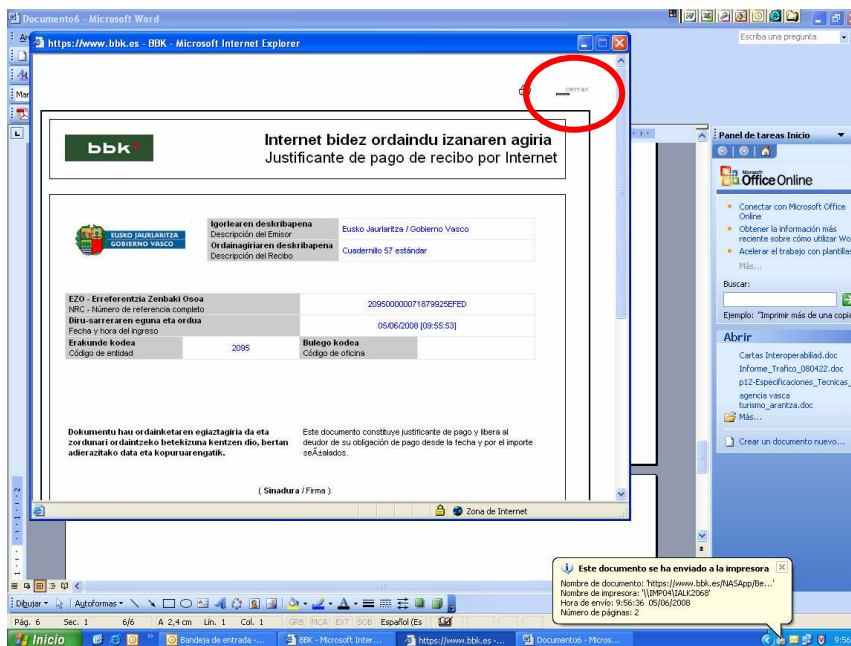 Documento6 - Microsoft Word
Escriba una pregunta
https://www.bbk.es - BBK - Microsoft Internet Explorer
cerrar
bbk
Internet bidez ordaindu izanaren agiria
Justificante de pago de recibo por Internet
EUSKO JAURLARITZA
GOBIERNO VASCO
Igorlearen deskribapena
Descripción del Emisor
Eusko Jaurlaritza / Gobierno Vasco
Ordainagiriaren deskribapena
Descripción del Recibo
Cuadernillo 57 estándar
EZO - Erreferentzia Zenbaki Osoa
NRC - Número de referencia completo
209500000071879925EFED
Diru-sarreraren eguna eta ordua
Fecha y hora del ingreso
05/06/2008 [09:55:53]
Erakunde kodea
Código de entidad
2095
Bulego kodea
Código de oficina
Dokumentu hau ordainketaren egiaztagiria da eta
zordunari ordaintzeko betekizuna kentzen dio, bertan
adierazitako data eta kopuruarengatik.
Este documento constituye justificante de pago y libera al
deudor de su obligación de pago desde la fecha y por el importe
seÃ±alados.
( Sinadura / Firma )
Zona de Internet
Panel de tareas Inicio
Office Online
Conectar con Microsoft Office
Online
Obtener la información más
reciente sobre cómo utilizar Wo
Acelerar el trabajo con plantillas
Más...
Buscar:
Ejemplo: "Imprimir más de una copia
Abrir
Cartas Interoperabiliad.doc
Informe_Trafico_080422.doc
p12-Especificaciones_Tecnicas_
agencia vasca
turismo_arantza.doc
Más...
Crear un documento nuevo...
Este documento se ha enviado a la impresora
Nombre de documento: 'https://www.bbk.es/NASApp/Be...'
Nombre de impresora: '\\IMP04\IALK2068'
Hora de envío: 9:56:36 05/06/2008
Número de páginas: 2
Dibujar
Autoformas
Pág. 6 Sec. 1 6/6 A 2,4 cm Lín. 1 Col. 1 GRB MCA EXT SOB Español (Es
Inicio
Bandeja de entrada -...
BBK - Microsoft Inter...
https://www.bbk.es -...
Documento6 - Micros...
9:56